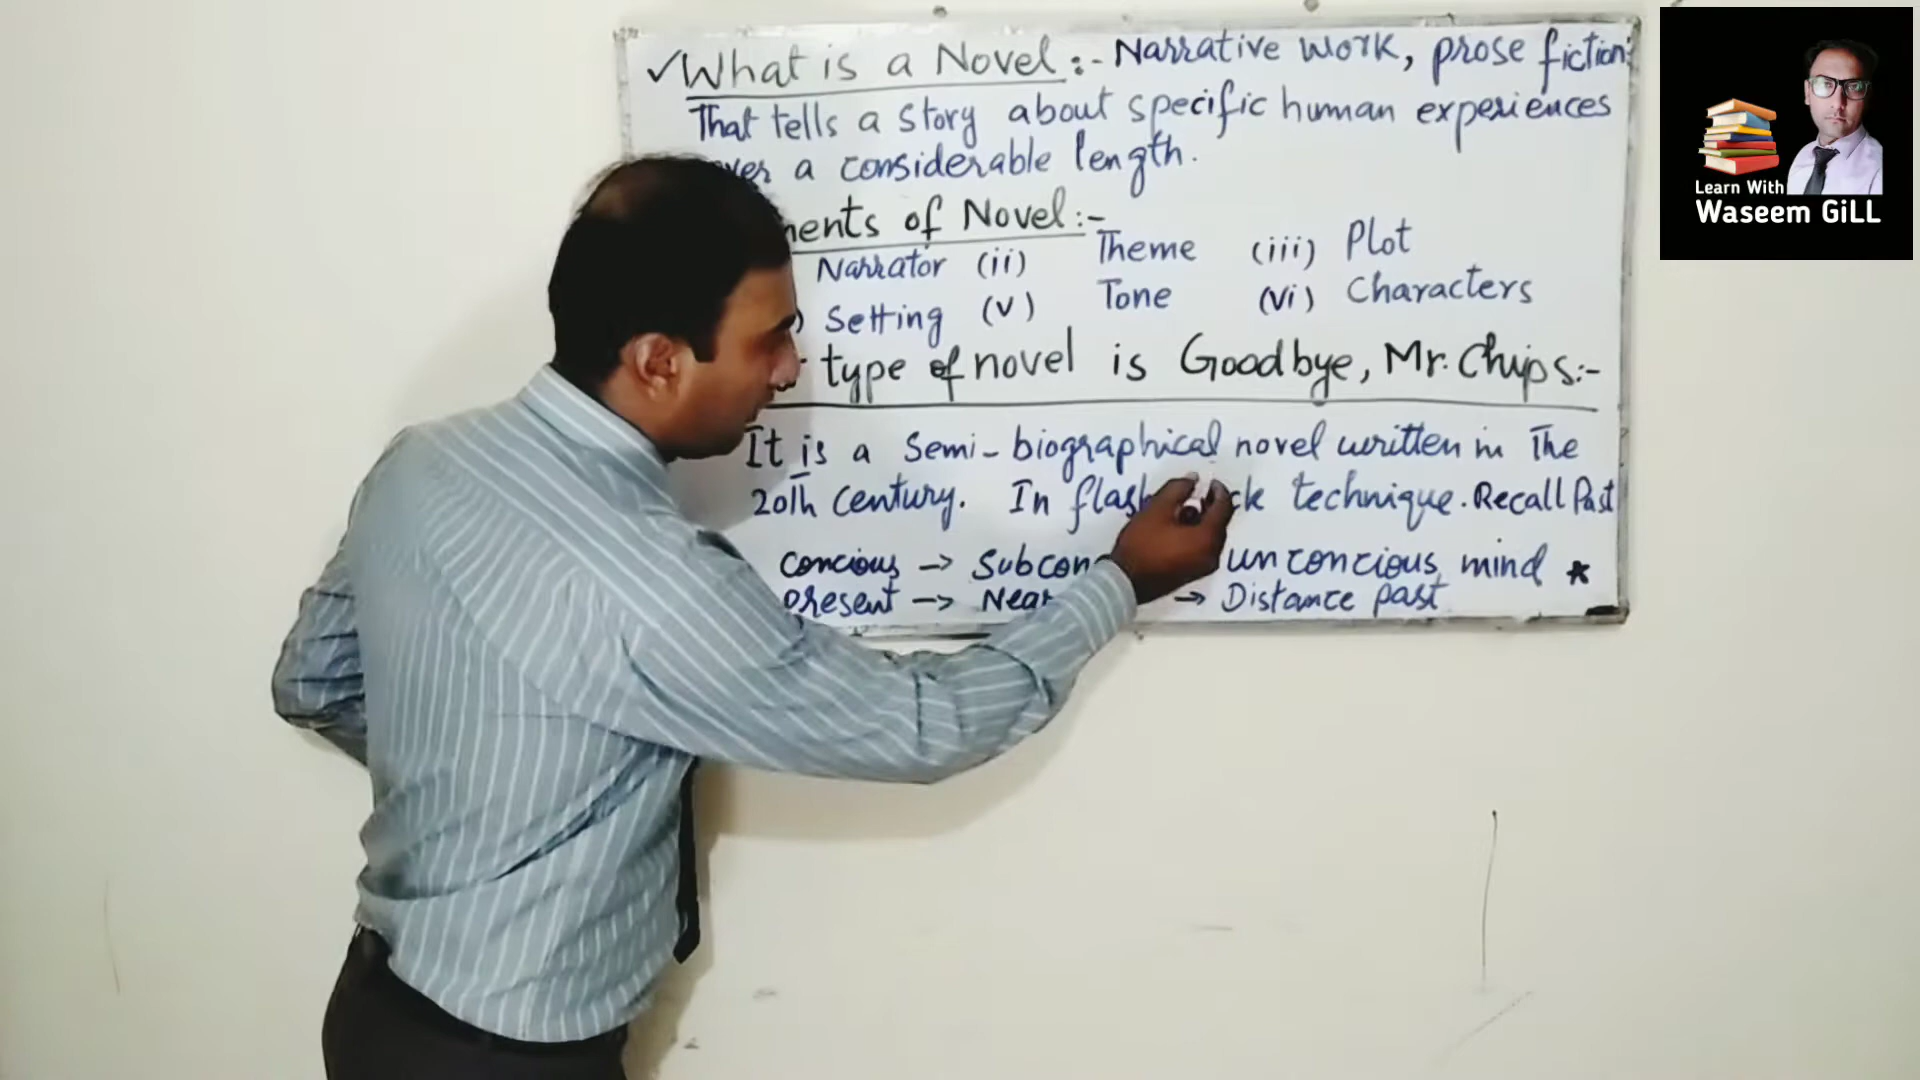 ✓What is a Novel:- Narrative work, prose fiction
That tells a story about specific human experiences
a considerable length.
of Novel:-
Narrator (ii) Theme (iii) Plot
Setting (v) Tone (vi) Characters
type of novel is Goodbye, Mr. Chips:-
It is a Semi-biographical novel written in The
20th Century. In technique. Recall Past
concious -> unconcious mind *
present -> -> Distance past
Learn With
Waseem GiLL